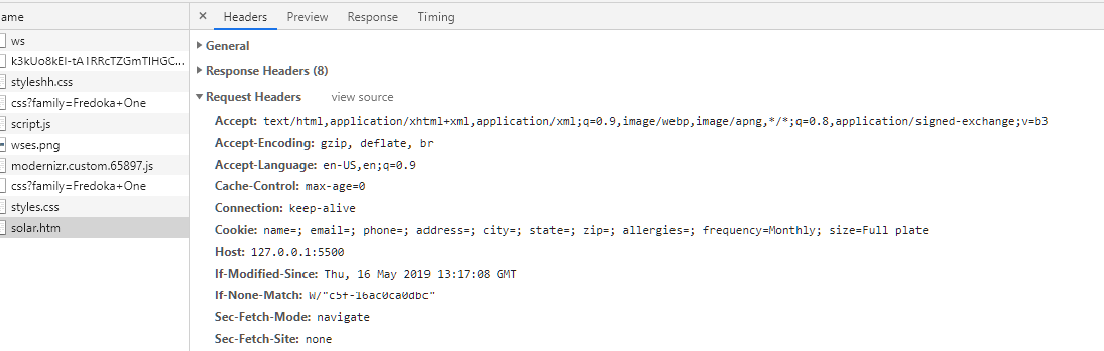 ame
× Headers Preview Response Timing
ws
k3kUo8kEI-tA1RRcTZGmTlHGC...
styleshh.css
css?family=Fredoka+One
script.js
wses.png
modernizr.custom.65897.js
css?family=Fredoka+One
styles.css
solar.htm
▸ General
▸ Response Headers (8)
▾ Request Headers view source
Accept: text/html,application/xhtml+xml,application/xml;q=0.9,image/webp,image/apng,*/*;q=0.8,application/signed-exchange;v=b3
Accept-Encoding: gzip, deflate, br
Accept-Language: en-US,en;q=0.9
Cache-Control: max-age=0
Connection: keep-alive
Cookie: name=; email=; phone=; address=; city=; state=; zip=; allergies=; frequency=Monthly; size=Full plate
Host: 127.0.0.1:5500
If-Modified-Since: Thu, 16 May 2019 13:17:08 GMT
If-None-Match: W/"c5f-16ac0ca0dbc"
Sec-Fetch-Mode: navigate
Sec-Fetch-Site: none